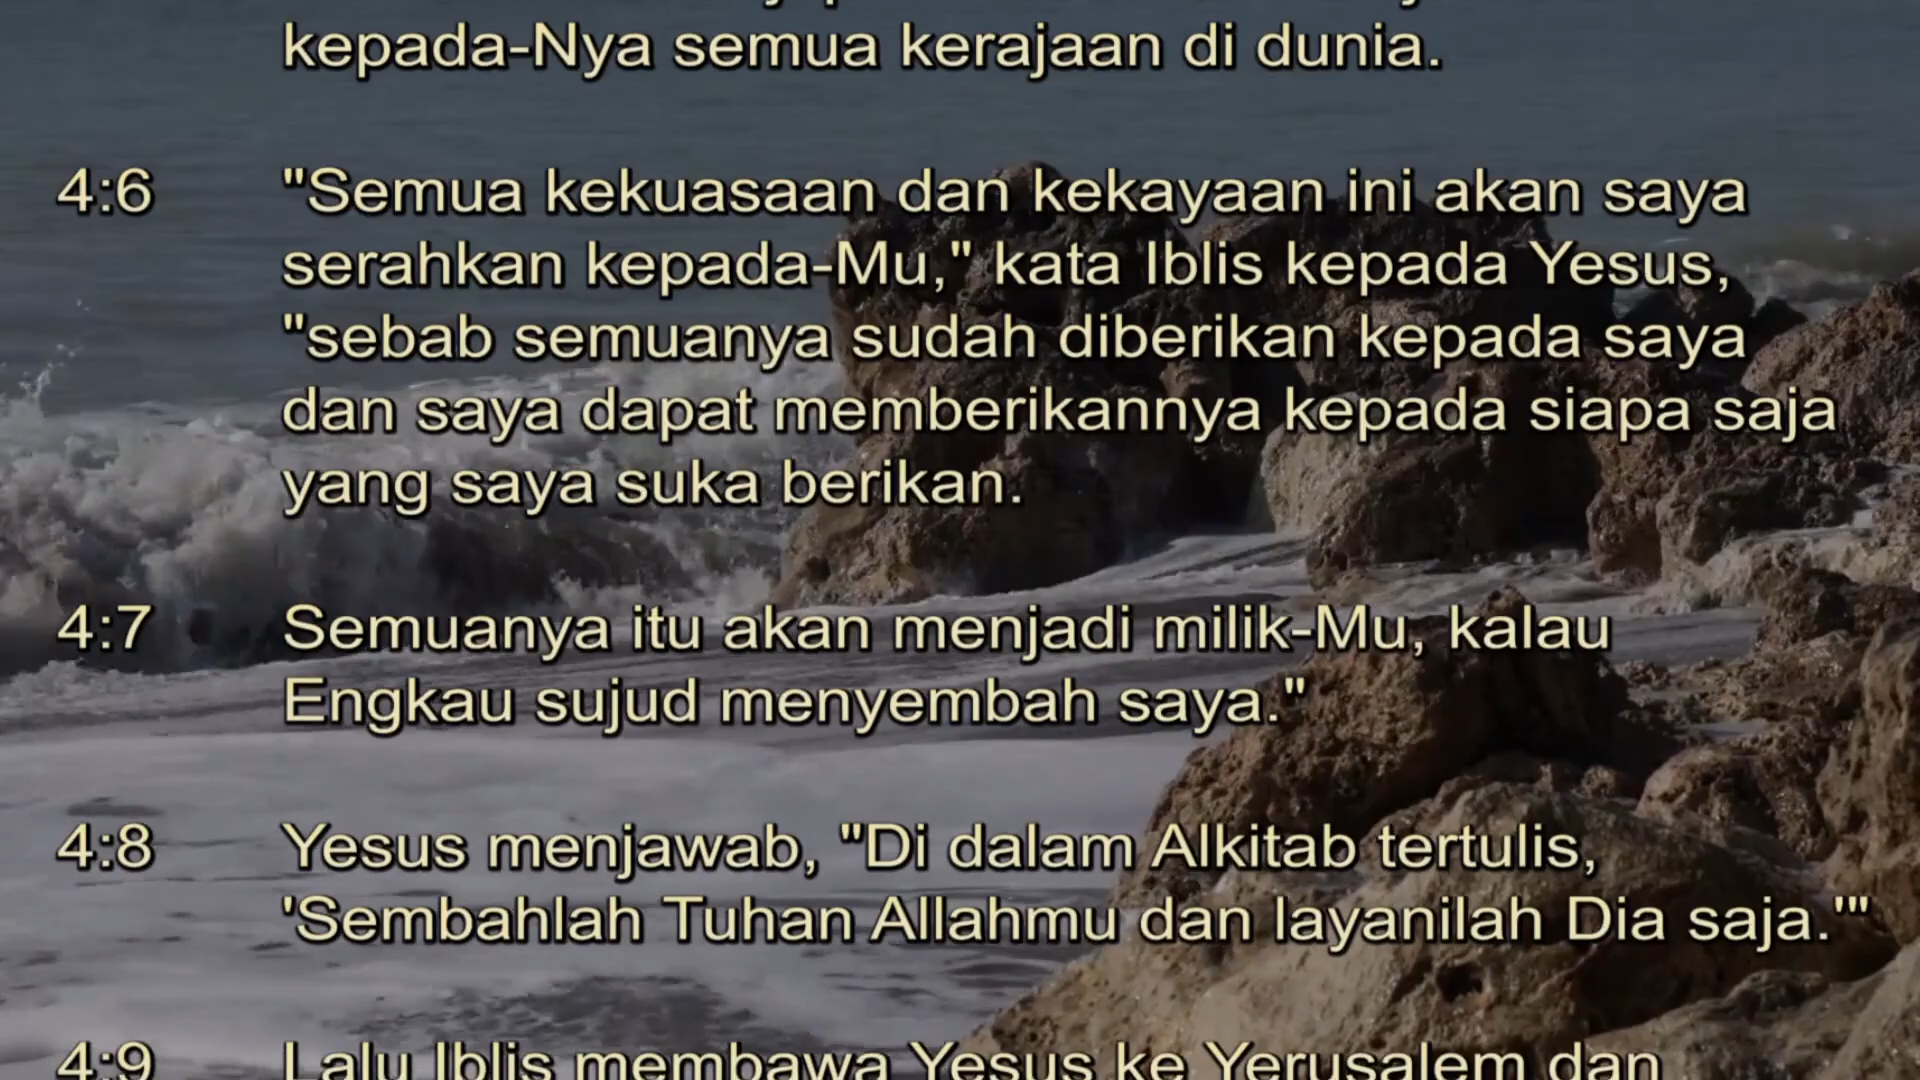 kepada-Nya semua kerajaan di dunia.
4:6 "Semua kekuasaan dan kekayaan ini akan saya
serahkan kepada-Mu," kata Iblis kepada Yesus,
"sebab semuanya sudah diberikan kepada saya
dan saya dapat memberikannya kepada siapa saja
yang saya suka berikan.
4:7 Semuanya itu akan menjadi milik-Mu, kalau
Engkau sujud menyembah saya."
4:8 Yesus menjawab, "Di dalam Alkitab tertulis,
'Sembahlah Tuhan Allahmu dan layanilah Dia saja.'"
4:9 Lalu Iblis membawa Yesus ke Yerusalem dan